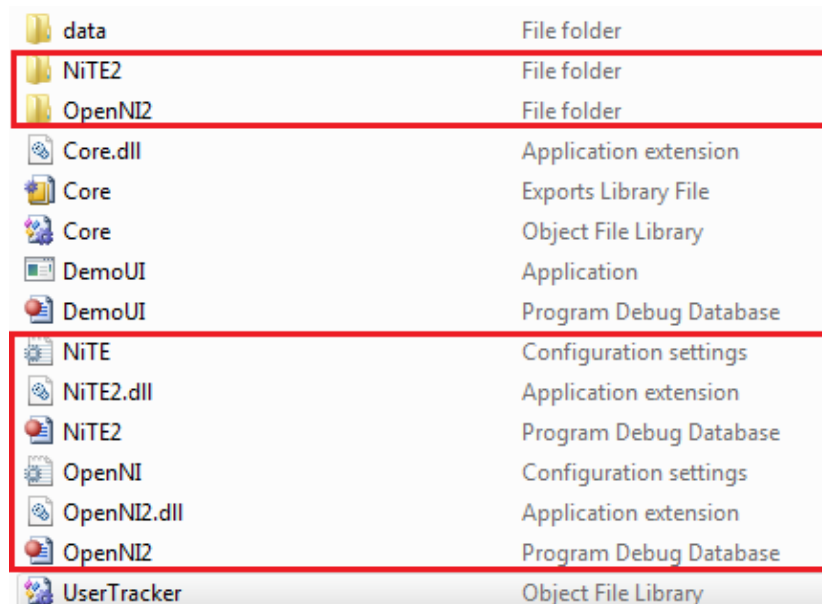 data File folder
NiTE2 File folder
OpenNI2 File folder
Core.dll Application extension
Core Exports Library File
Core Object File Library
DemoUI Application
DemoUI Program Debug Database
NiTE Configuration settings
NiTE2.dll Application extension
NiTE2 Program Debug Database
OpenNI Configuration settings
OpenNI2.dll Application extension
OpenNI2 Program Debug Database
UserTracker Object File Library